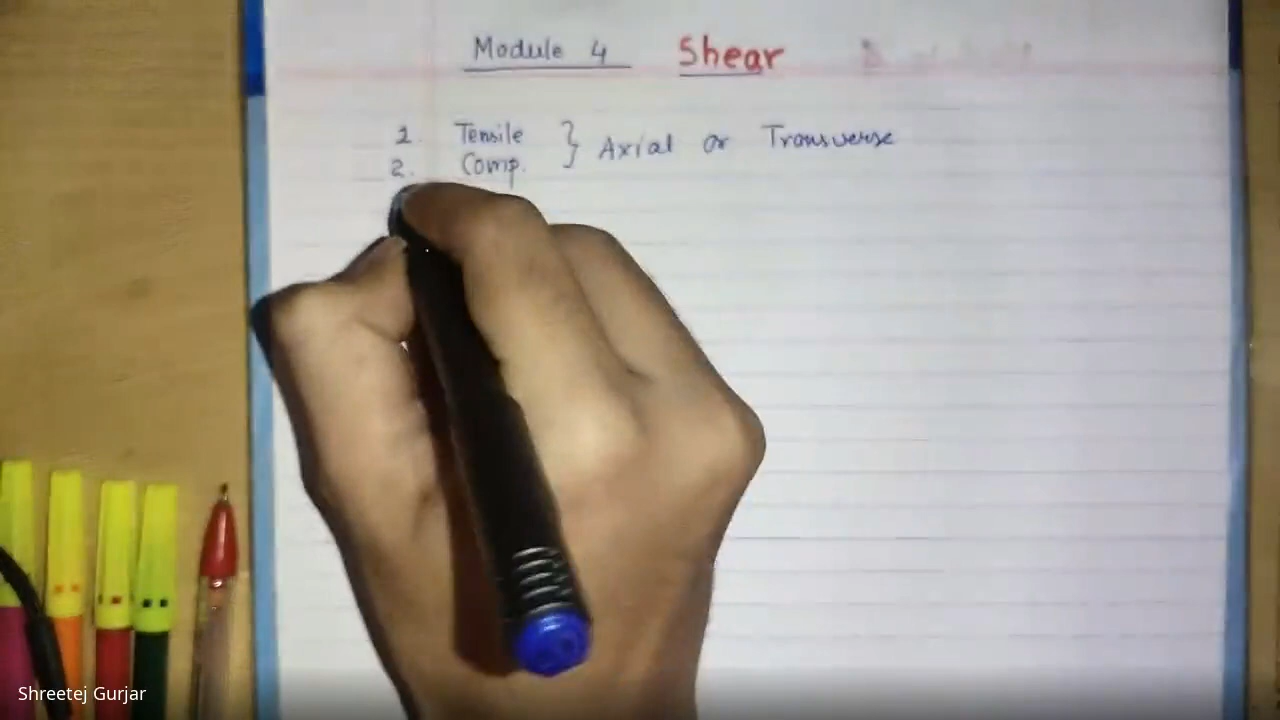 Module 4 Shear
1. Tensile } Axial or Transverse
2. Comp.
Shreetej Gurjar